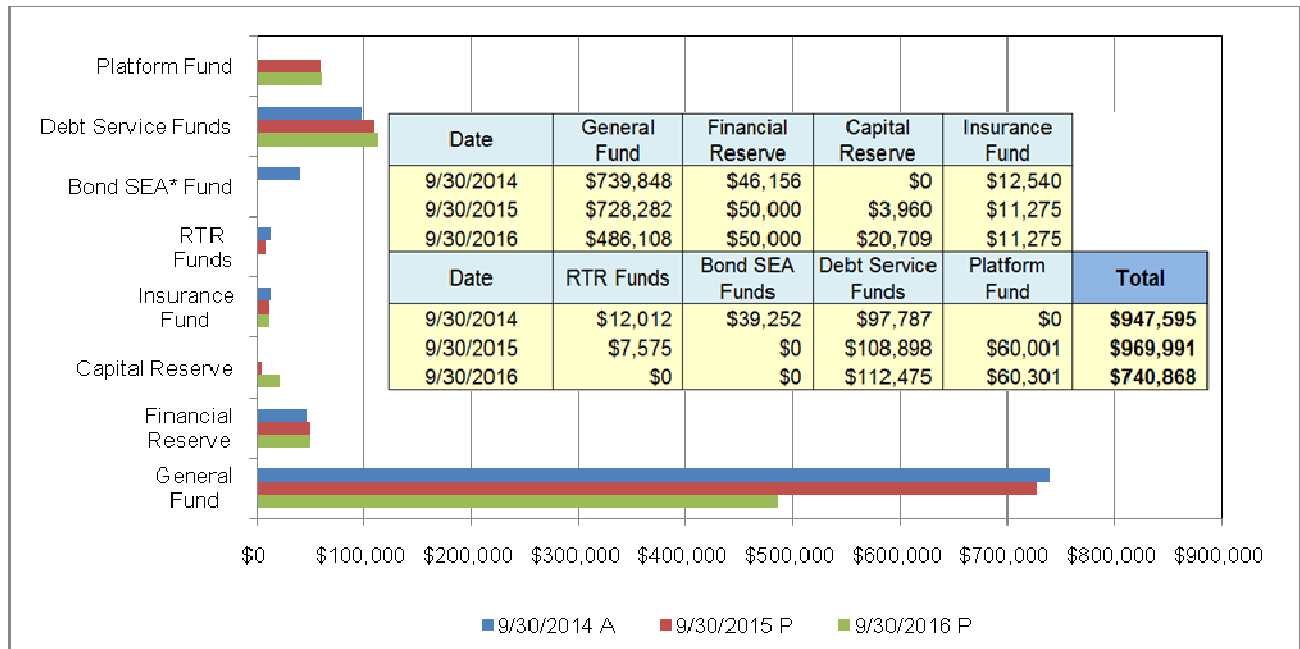 Platform Fund
Debt Service Funds
Bond SEA* Fund
RTR
Funds
Insurance
Fund
Capital Reserve
Financial
Reserve
General
Fund
Date General Fund Financial Reserve Capital Reserve Insurance Fund
9/30/2014 $739,848 $46,156 $0 $12,540
9/30/2015 $728,282 $50,000 $3,960 $11,275
9/30/2016 $486,108 $50,000 $20,709 $11,275
Date RTR Funds Bond SEA Funds Debt Service Funds Platform Fund Total
9/30/2014 $12,012 $39,252 $97,787 $0 $947,595
9/30/2015 $7,575 $0 $108,898 $60,001 $969,991
9/30/2016 $0 $0 $112,475 $60,301 $740,868
$0 $100,000 $200,000 $300,000 $400,000 $500,000 $600,000 $700,000 $800,000 $900,000
9/30/2014 A 9/30/2015 P 9/30/2016 P